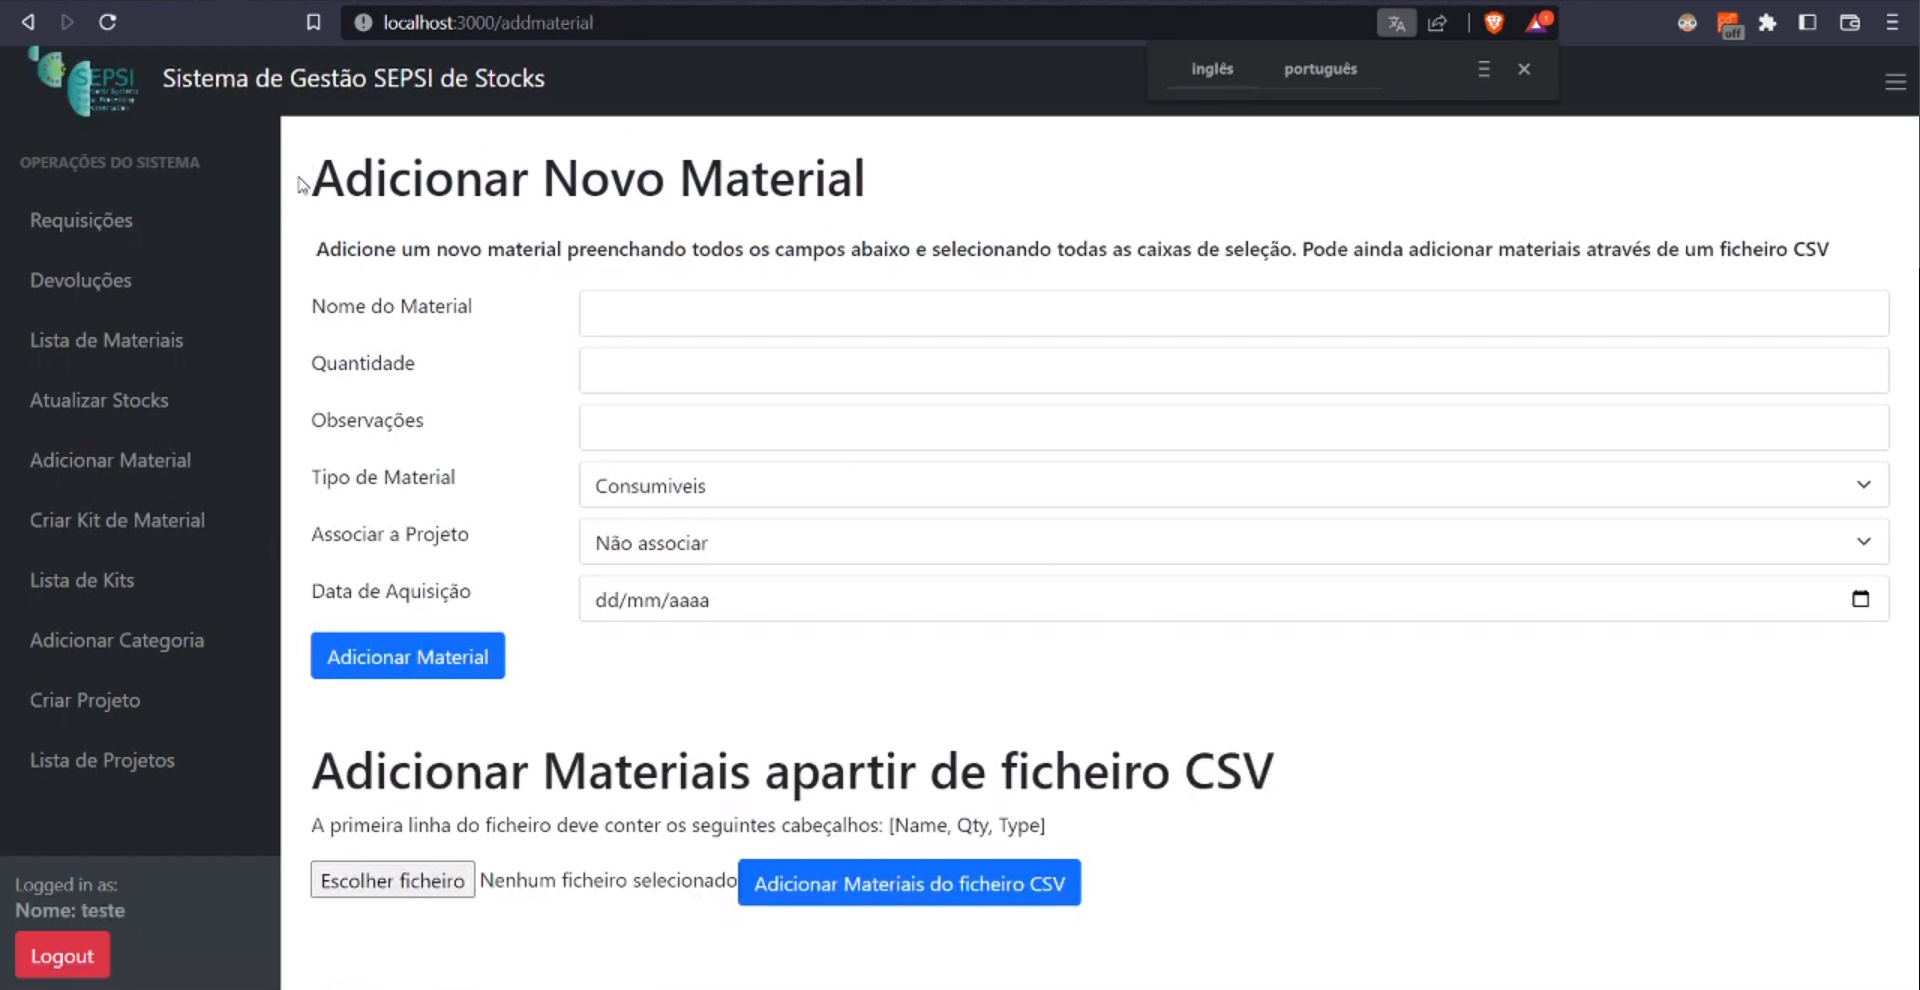 localhost:3000/addmaterial
1
off
SEPSI
Sistema de Gestão SEPSI de Stocks
inglês
português
OPERAÇÕES DO SISTEMA
Requisições
Devoluções
Lista de Materiais
Atualizar Stocks
Adicionar Material
Criar Kit de Material
Lista de Kits
Adicionar Categoria
Criar Projeto
Lista de Projetos
Logged in as:
Nome: teste
Logout
Adicionar Novo Material
Adicione um novo material preenchando todos os campos abaixo e selecionando todas as caixas de seleção. Pode ainda adicionar materiais através de um ficheiro CSV
Nome do Material
Quantidade
Observações
Tipo de Material
Consumiveis
Associar a Projeto
Não associar
Data de Aquisição
dd/mm/aaaa
Adicionar Material
Adicionar Materiais apartir de ficheiro CSV
A primeira linha do ficheiro deve conter os seguintes cabeçalhos: [Name, Qty, Type]
Escolher ficheiro Nenhum ficheiro selecionado Adicionar Materiais do ficheiro CSV